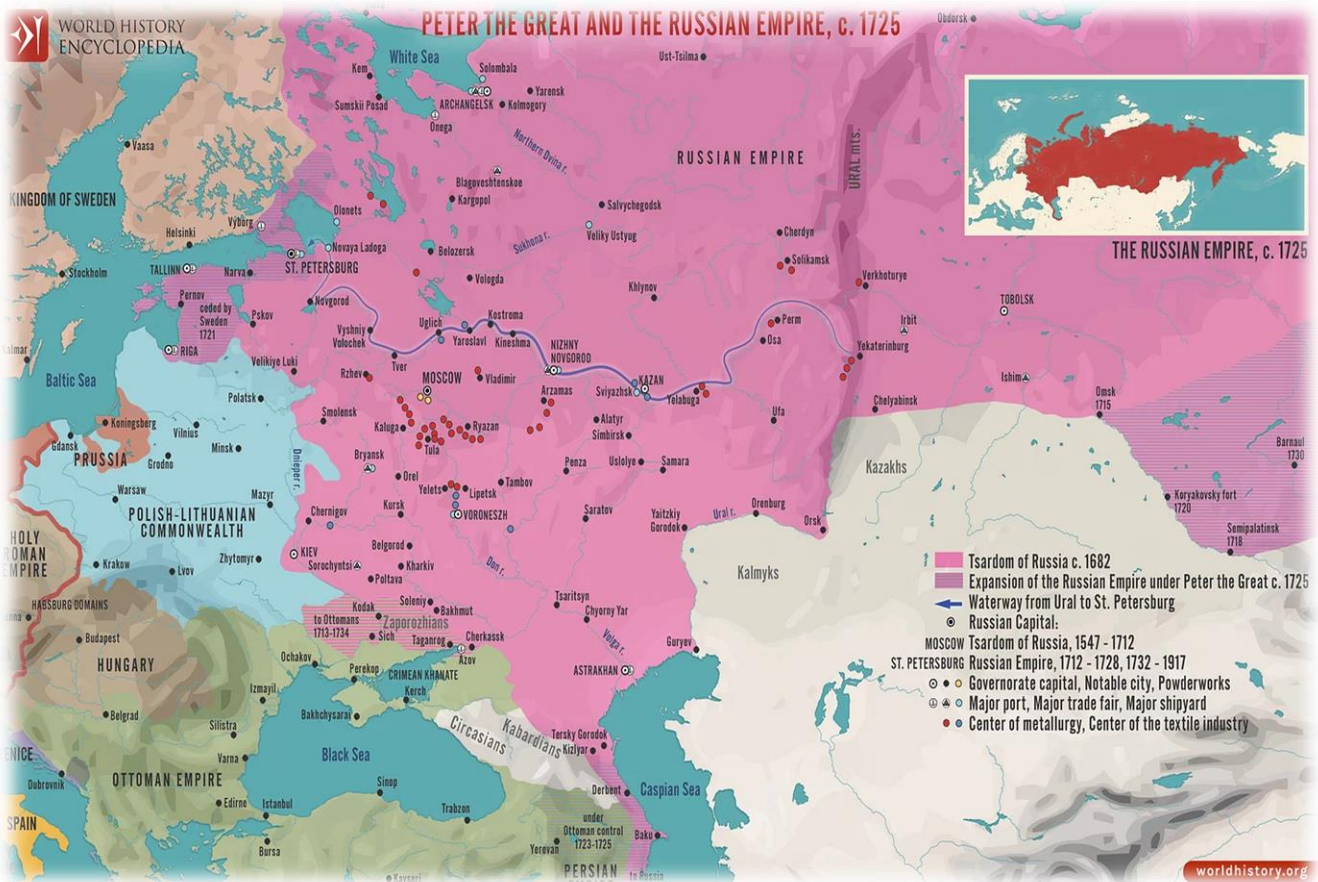 WORLD HISTORY
ENCYCLOPEDIA
PETER THE GREAT AND THE RUSSIAN EMPIRE, c. 1725
Obdorsk
White Sea
Ust-Tsilma
Kem
Solombala
Sumskii Posad
ARCHANGELSK
Yarensk
Kolmogory
Onega
Northern Dvina r.
RUSSIAN EMPIRE
URAL mts.
Vaasa
Blagoveshtenskoe
Kargopol
KINGDOM OF SWEDEN
Salvychegodsk
Olonets
Vyborg
Veliky Ustyug
Helsinki
Sukhona r.
Cherdyn
Novaya Ladoga
Belozersk
Solikamsk
THE RUSSIAN EMPIRE, c. 1725
TALLINN
Narva
ST. PETERSBURG
Stockholm
Vologda
Verkhoturye
Khlynov
Pernov
ceded by
Sweden
1721
Novgorod
TOBOLSK
Pskov
Vyshniy
Volochek
Uglich
Kostroma
Yaroslavl
Kineshma
Perm
Irbit
Osa
RIGA
Velikiye Luki
Tver
NIZHNY
NOVGOROD
Yekaterinburg
Rzhev
MOSCOW
Vladimir
KAZAN
Sviyazhsk
Yelabuga
Ishim
Baltic Sea
Polatsk
Arzamas
Omsk
1715
Smolensk
Kaluga
Ryazan
Alatyr
Ufa
Chelyabinsk
Koningsberg
Vilnius
Simbirsk
Gdansk
PRUSSIA
Grodno
Minsk
Tula
Barnaul
1730
Dnieper r.
Bryansk
Penza
Uslolye
Samara
Kazakhs
Orel
Warsaw
Mazyr
Yelets
Lipetsk
Tambov
Koryakovsky fort
1720
POLISH-LITHUANIAN
COMMONWEALTH
Chernigov
Kursk
VORONESZH
Saratov
Yaitzkiy
Gorodok
Ural r.
Orenburg
Orsk
Semipalatinsk
1718
HOLY
ROMAN
EMPIRE
Krakow
Lvov
Zhytomyr
KIEV
Belgorod
Sorochyntsi
Kharkiv
Don r.
Kalmyks
Poltava
Tsaritsyn
Tsardom of Russia c. 1682
Expansion of the Russian Empire under Peter the Great c. 1725
Waterway from Ural to St. Petersburg
Russian Capital:
MOSCOW Tsardom of Russia, 1547 - 1712
ST. PETERSBURG Russian Empire, 1712 - 1728, 1732 - 1917
Governorate capital, Notable city, Powderworks
Major port, Major trade fair, Major shipyard
Center of metallurgy, Center of the textile industry
HABSBURG DOMAINS
Kodak
Soleniy
Bakhmut
to Ottomans
1713-1734
Zaporozhians
Chyorny Yar
Budapest
Sich
Taganrog
Cherkassk
Volga r.
Guryev
HUNGARY
Ochakov
Azov
ASTRAKHAN
Perekop
CRIMEAN KHANATE
Izmayil
Kerch
Belgrad
Silistra
Bakhchysarai
Circassians
Kabardians
Tersky Gorodok
Kizlyar
Black Sea
Varna
Dubrovnik
OTTOMAN EMPIRE
Sinop
Derbent
Caspian Sea
Edirne
Istanbul
Trabzon
SPAIN
under
Ottoman control
1723-1725
Baku
Bursa
Yerevan
PERSIAN
Kayseri
to Russia
worldhistory.org